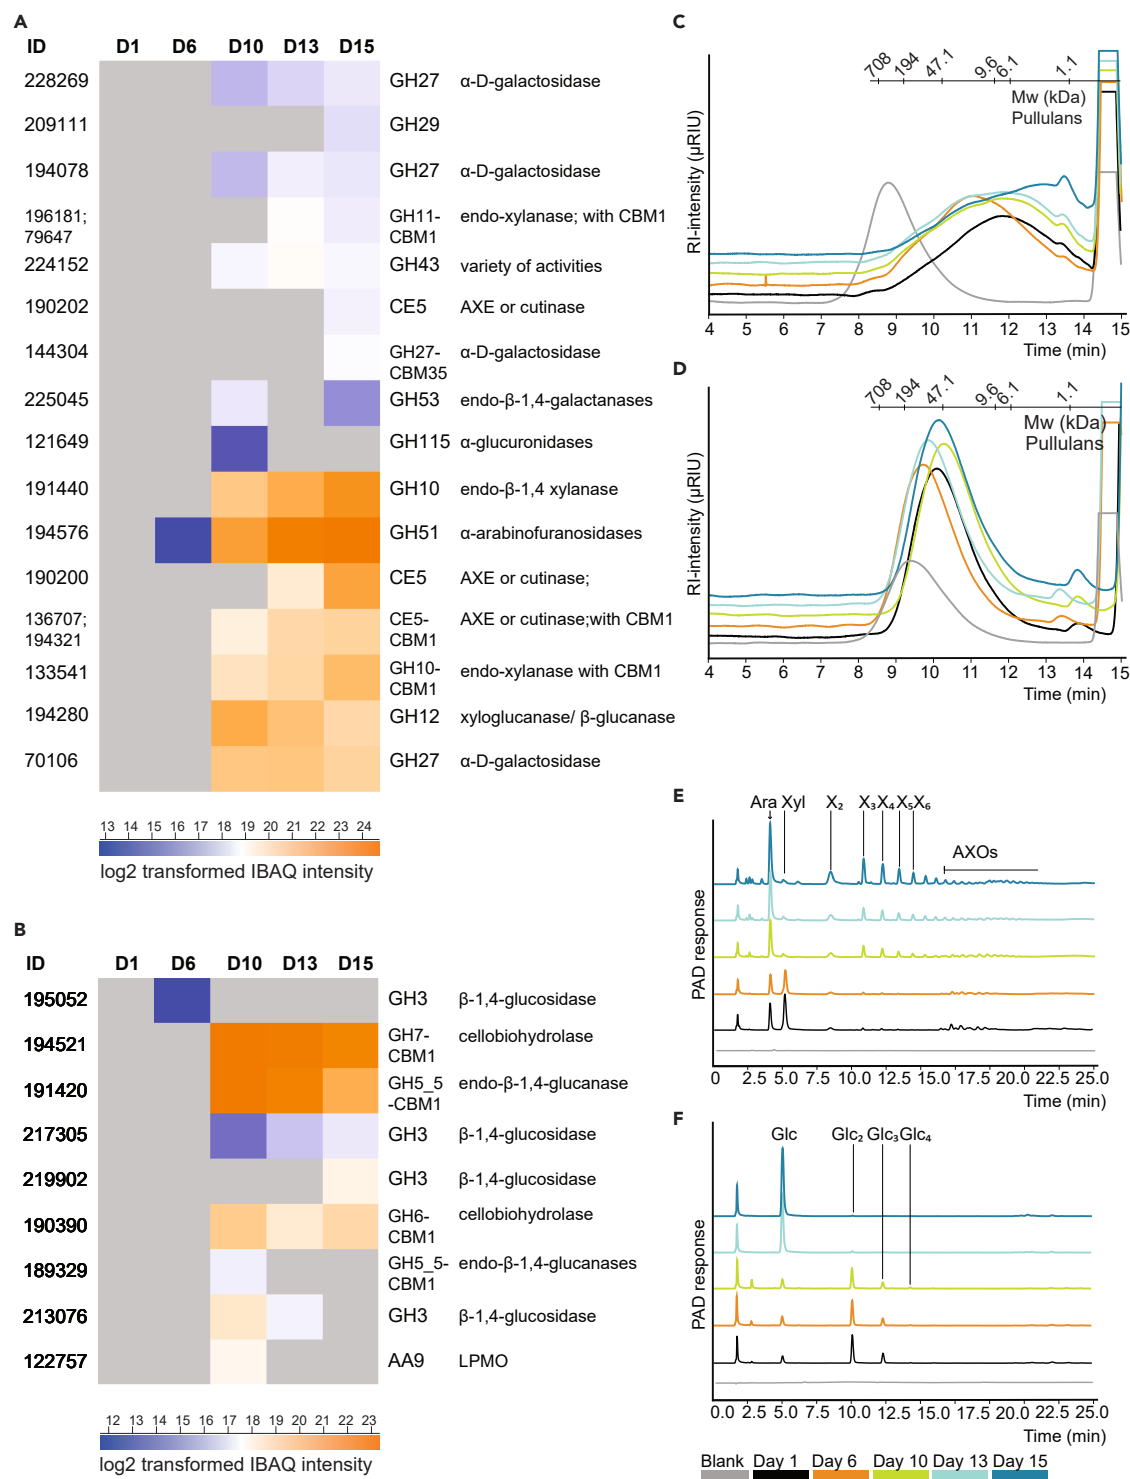 A
ID D1 D6 D10 D13 D15
228269 GH27 α-D-galactosidase
209111 GH29
194078 GH27 α-D-galactosidase
196181; GH11- endo-xylanase; with CBM1
79647 CBM1
224152 GH43 variety of activities
190202 CE5 AXE or cutinase
144304 GH27- α-D-galactosidase
CBM35
225045 GH53 endo-β-1,4-galactanases
121649 GH115 α-glucuronidases
191440 GH10 endo-β-1,4 xylanase
194576 GH51 α-arabinofuranosidases
190200 CE5 AXE or cutinase;
136707; CE5- AXE or cutinase;with CBM1
194321 CBM1
133541 GH10- endo-xylanase with CBM1
CBM1
194280 GH12 xyloglucanase/ β-glucanase
70106 GH27 α-D-galactosidase
13 14 15 16 17 18 19 20 21 22 23 24
log2 transformed IBAQ intensity
B
ID D1 D6 D10 D13 D15
195052 GH3 β-1,4-glucosidase
194521 GH7- cellobiohydrolase
CBM1
191420 GH5_5 endo-β-1,4-glucanase
-CBM1
217305 GH3 β-1,4-glucosidase
219902 GH3 β-1,4-glucosidase
190390 GH6- cellobiohydrolase
CBM1
189329 GH5_5- endo-β-1,4-glucanases
CBM1
213076 GH3 β-1,4-glucosidase
122757 AA9 LPMO
12 13 14 15 16 17 18 19 20 21 22 23
log2 transformed IBAQ intensity
C
708 194 47.1 9.6 6.1 1.1
Mw (kDa)
Pullulans
RI-intensity (µRIU)
4 5 6 7 8 9 10 11 12 13 14 15
Time (min)
D
708 194 47.1 9.6 6.1 1.1
Mw (kDa)
Pullulans
RI-intensity (µRIU)
4 5 6 7 8 9 10 11 12 13 14 15
Time (min)
E
Ara Xyl X₂ X₃ X₄ X₅ X₆
AXOs
PAD response
0 2.5 5.0 7.5 10.0 12.5 15.0 17.5 20.0 22.5 25.0
Time (min)
F
Glc Glc₂ Glc₃ Glc₄
PAD response
0.0 2.5 5.0 7.5 10.0 12.5 15.0 17.5 20.0 22.5 25.0
Time (min)
Blank Day 1 Day 6 Day 10 Day 13 Day 15